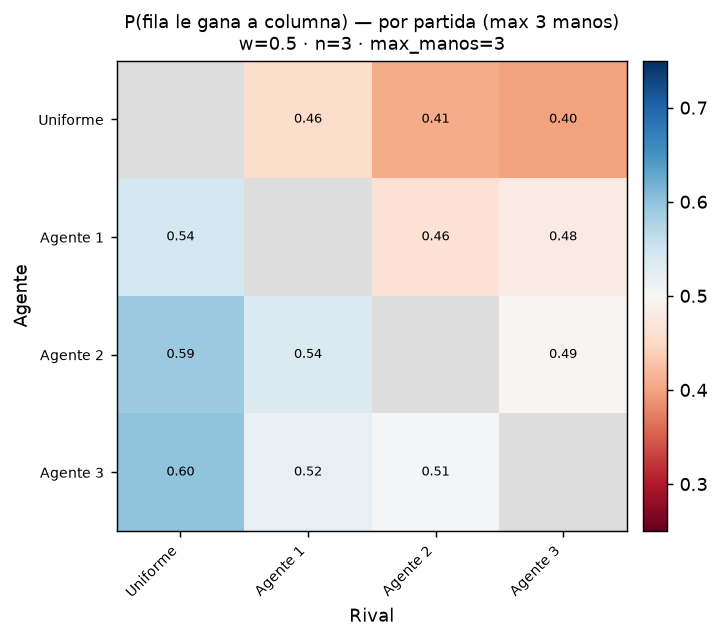 P(fila le gana a columna) — por partida (max 3 manos)
w=0.5 · n=3 · max_manos=3
Uniforme
0.46
0.41
0.40
0.7
Agente 1
0.54
0.46
0.48
0.6
Agente
0.5
Agente 2
0.59
0.54
0.49
0.4
Agente 3
0.60
0.52
0.51
0.3
Uniforme
Agente 1
Agente 2
Agente 3
Rival